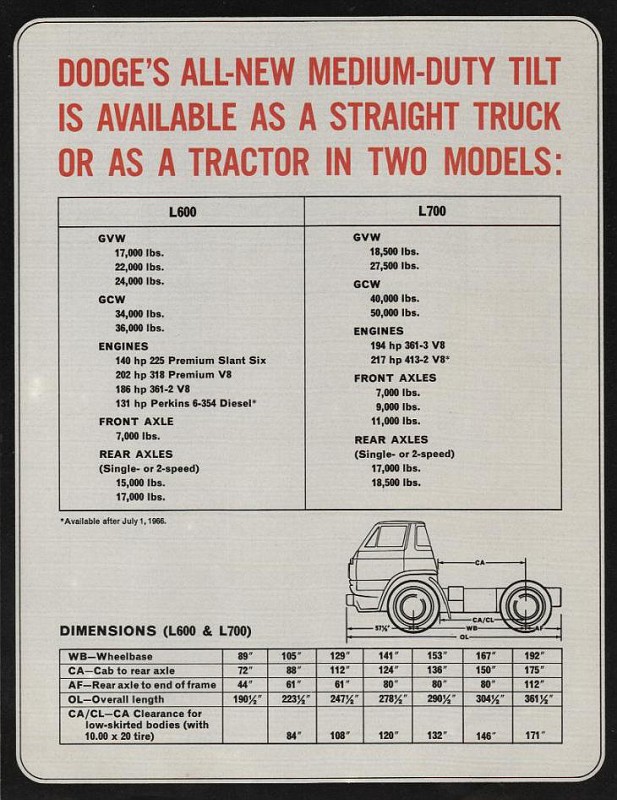 DODGE'S ALL-NEW MEDIUM-DUTY TILT
IS AVAILABLE AS A STRAIGHT TRUCK
OR AS A TRACTOR IN TWO MODELS:
L600
GVW
17,000 lbs.
22,000 lbs.
24,000 lbs.
GCW
34,000 lbs.
36,000 lbs.
ENGINES
140 hp 225 Premium Slant Six
202 hp 318 Premium V8
186 hp 361-2 V8
131 hp Perkins 6-354 Diesel*
FRONT AXLE
7,000 lbs.
REAR AXLES
(Single- or 2-speed)
15,000 lbs.
17,000 lbs.
L700
GVW
18,500 lbs.
27,500 lbs.
GCW
40,000 lbs.
50,000 lbs.
ENGINES
194 hp 361-3 V8
217 hp 413-2 V8*
FRONT AXLES
7,000 lbs.
9,000 lbs.
11,000 lbs.
REAR AXLES
(Single- or 2-speed)
17,000 lbs.
18,500 lbs.
*Available after July 1, 1966.
CA
CA/CL
57½"
WB
AF
OL
DIMENSIONS (L600 & L700)
WB—Wheelbase 89" 105" 129" 141" 153" 167" 192"
CA—Cab to rear axle 72" 88" 112" 124" 136" 150" 175"
AF—Rear axle to end of frame 44" 61" 61" 80" 80" 80" 112"
OL—Overall length 190½" 223½" 247½" 278½" 290½" 304½" 361½"
CA/CL—CA Clearance for
low-skirted bodies (with
10.00 x 20 tire) 84" 108" 120" 132" 146" 171"